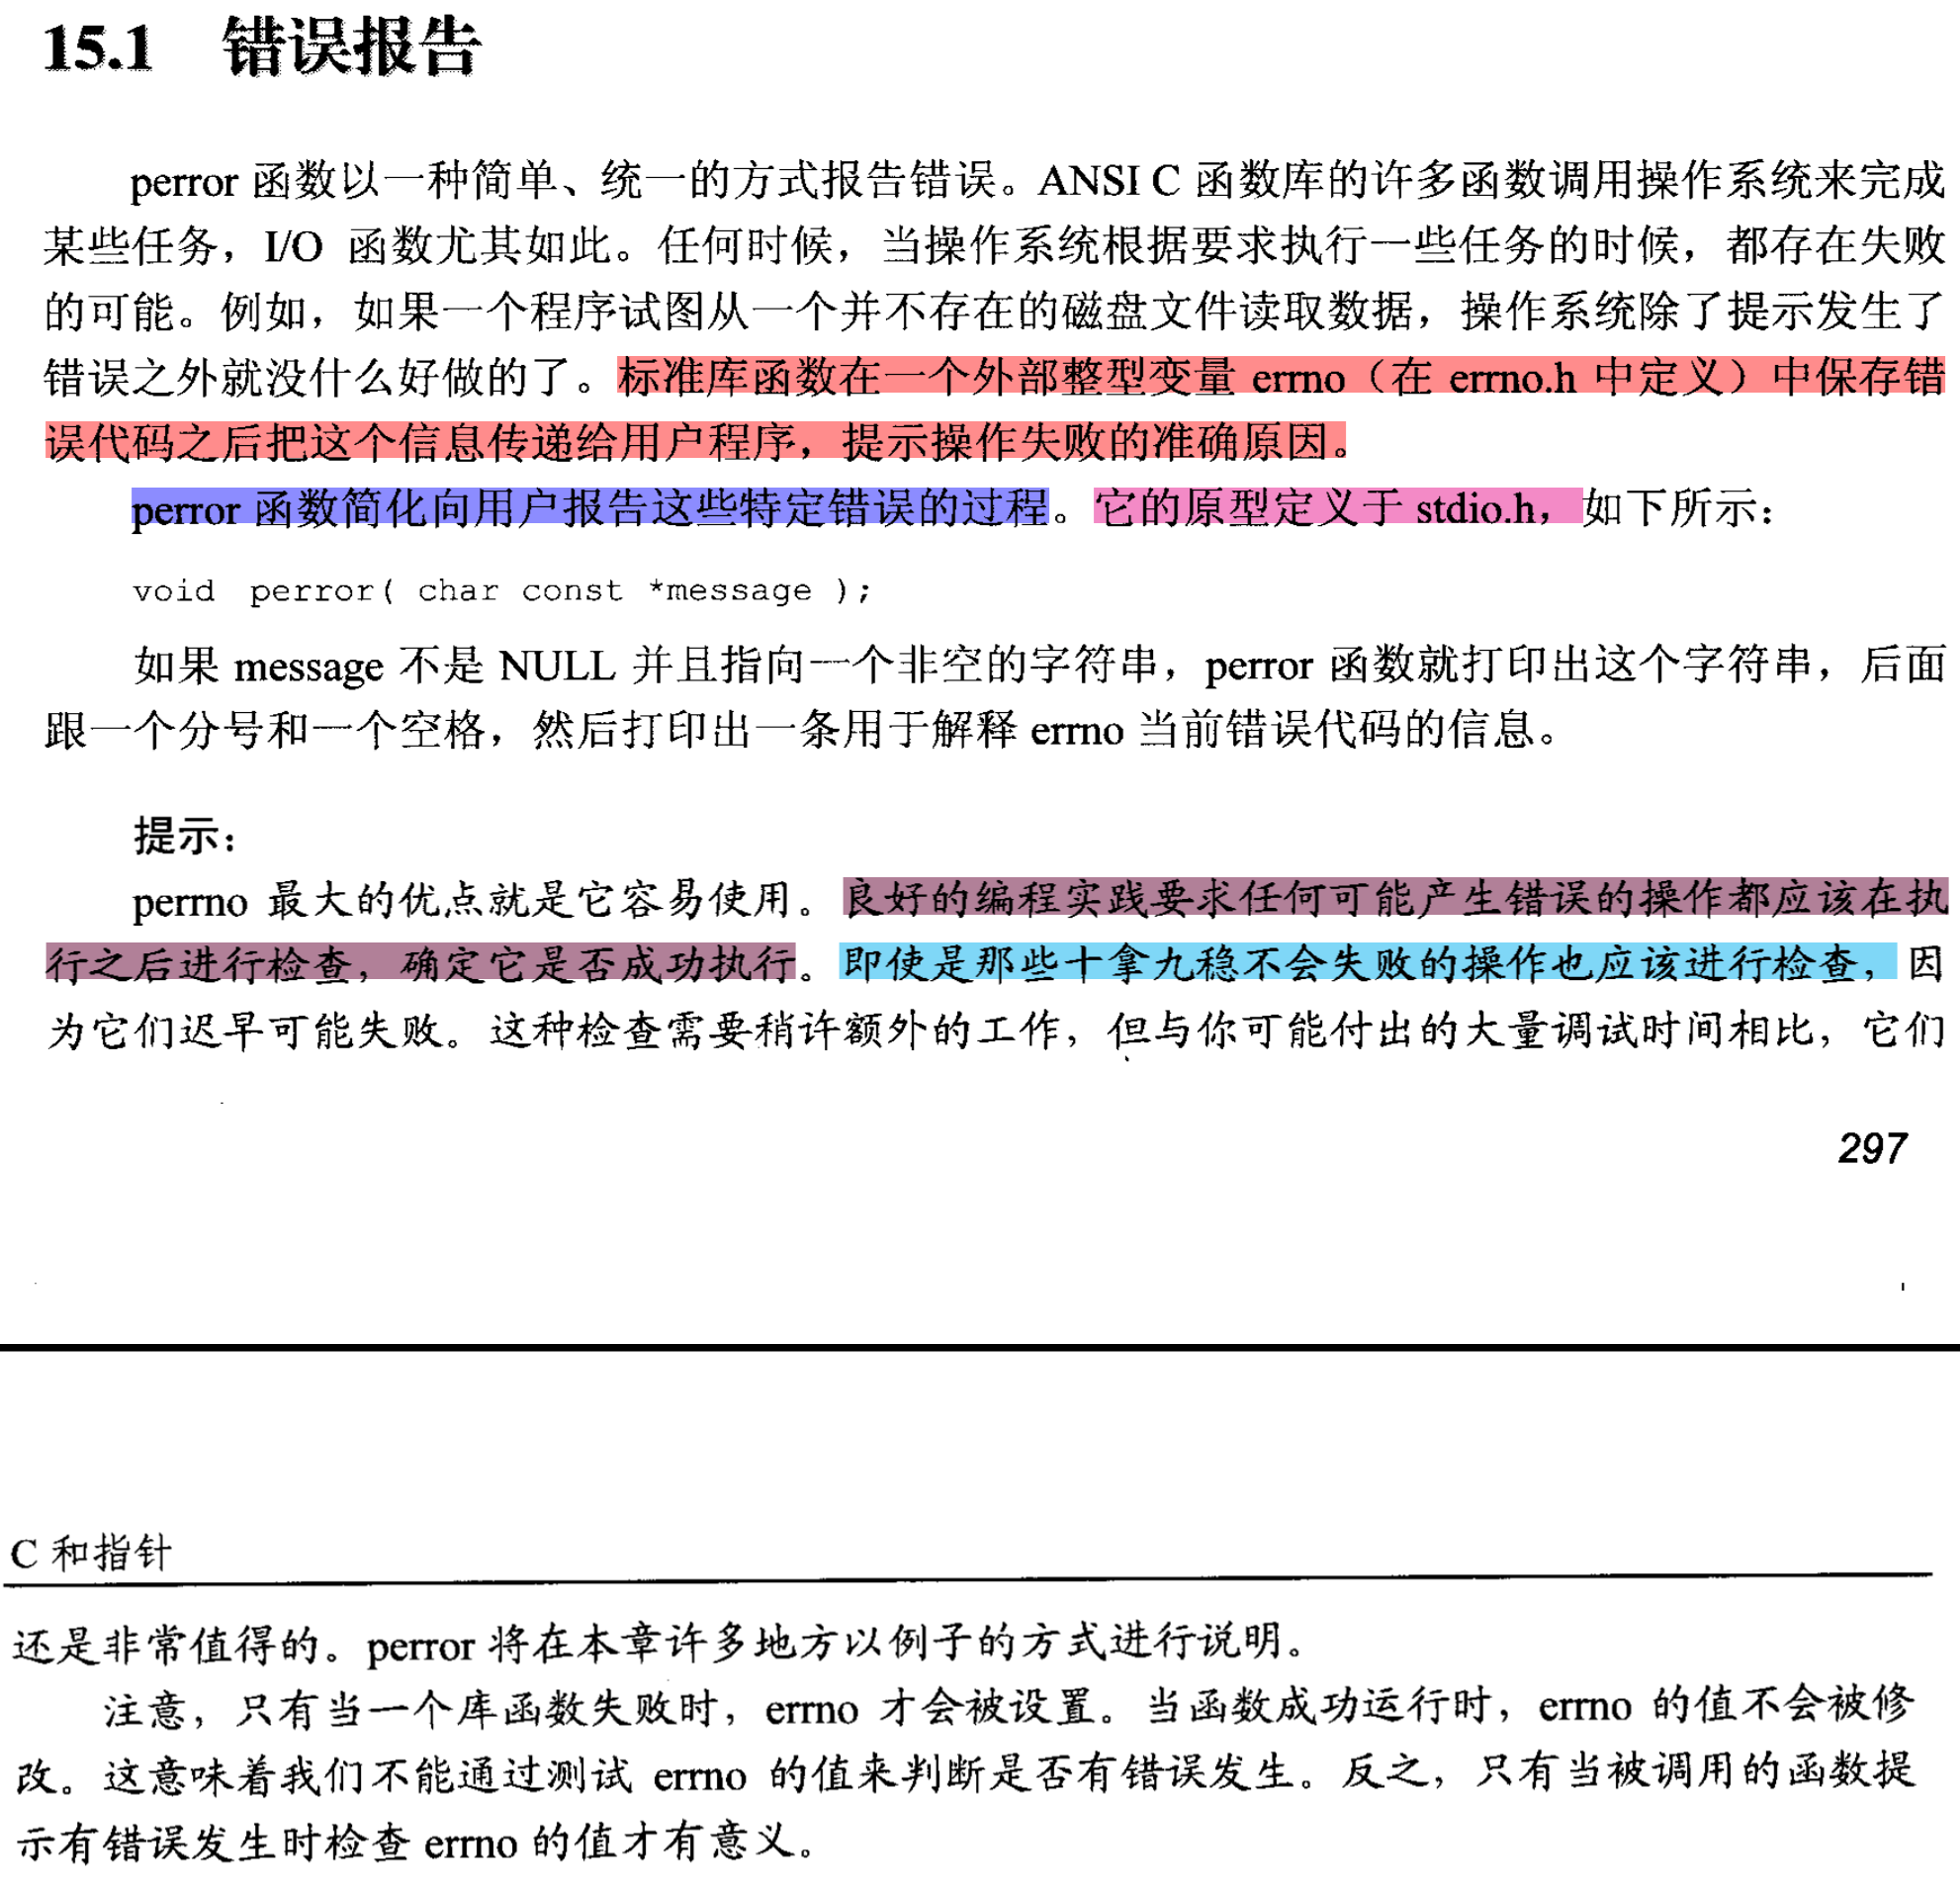 15.1 错误报告
perror 函数以一种简单、统一的方式报告错误。ANSI C 函数库的许多函数调用操作系统来完成
某些任务，I/O 函数尤其如此。任何时候，当操作系统根据要求执行一些任务的时候，都存在失败
的可能。例如，如果一个程序试图从一个并不存在的磁盘文件读取数据，操作系统除了提示发生了
错误之外就没什么好做的了。标准库函数在一个外部整型变量 errno（在 errno.h 中定义）中保存错
误代码之后把这个信息传递给用户程序，提示操作失败的准确原因。
perror 函数简化向用户报告这些特定错误的过程。它的原型定义于 stdio.h，如下所示：
void perror( char const *message );
如果 message 不是 NULL 并且指向一个非空的字符串，perror 函数就打印出这个字符串，后面
跟一个分号和一个空格，然后打印出一条用于解释 errno 当前错误代码的信息。
提示：
perrno 最大的优点就是它容易使用。良好的编程实践要求任何可能产生错误的操作都应该在执
行之后进行检查，确定它是否成功执行。即使是那些十拿九稳不会失败的操作也应该进行检查，因
为它们迟早可能失败。这种检查需要稍许额外的工作，但与你可能付出的大量调试时间相比，它们
297
C 和指针
还是非常值得的。perror 将在本章许多地方以例子的方式进行说明。
注意，只有当一个库函数失败时，errno 才会被设置。当函数成功运行时，errno 的值不会被修
改。这意味着我们不能通过测试 errno 的值来判断是否有错误发生。反之，只有当被调用的函数提
示有错误发生时检查 errno 的值才有意义。